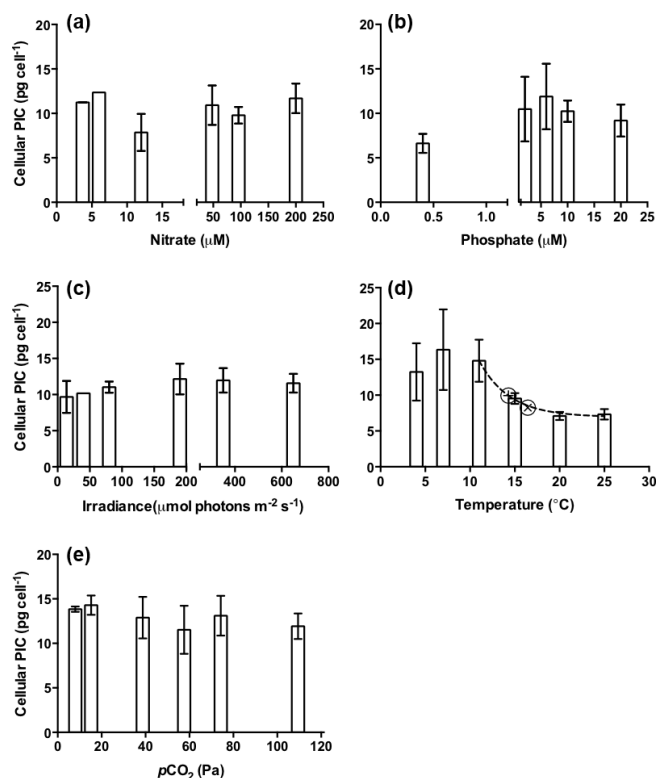 (a)
Cellular PIC (pg cell⁻¹)
20
15
10
5
0
0 5 10 15 50 100 150 200 250
Nitrate (μM)
(b)
20
15
10
5
0
0.0 0.5 1.0 5 10 15 20 25
Phosphate (μM)
(c)
Cellular PIC (pg cell⁻¹)
25
20
15
10
5
0
0 50 100 150 200 400 600 800
Irradiance(μmol photons m⁻² s⁻¹)
(d)
25
20
15
10
5
0
0 5 10 15 20 25 30
Temperature (°C)
(e)
Cellular PIC (pg cell⁻¹)
20
15
10
5
0
0 20 40 60 80 100 120
pCO₂ (Pa)